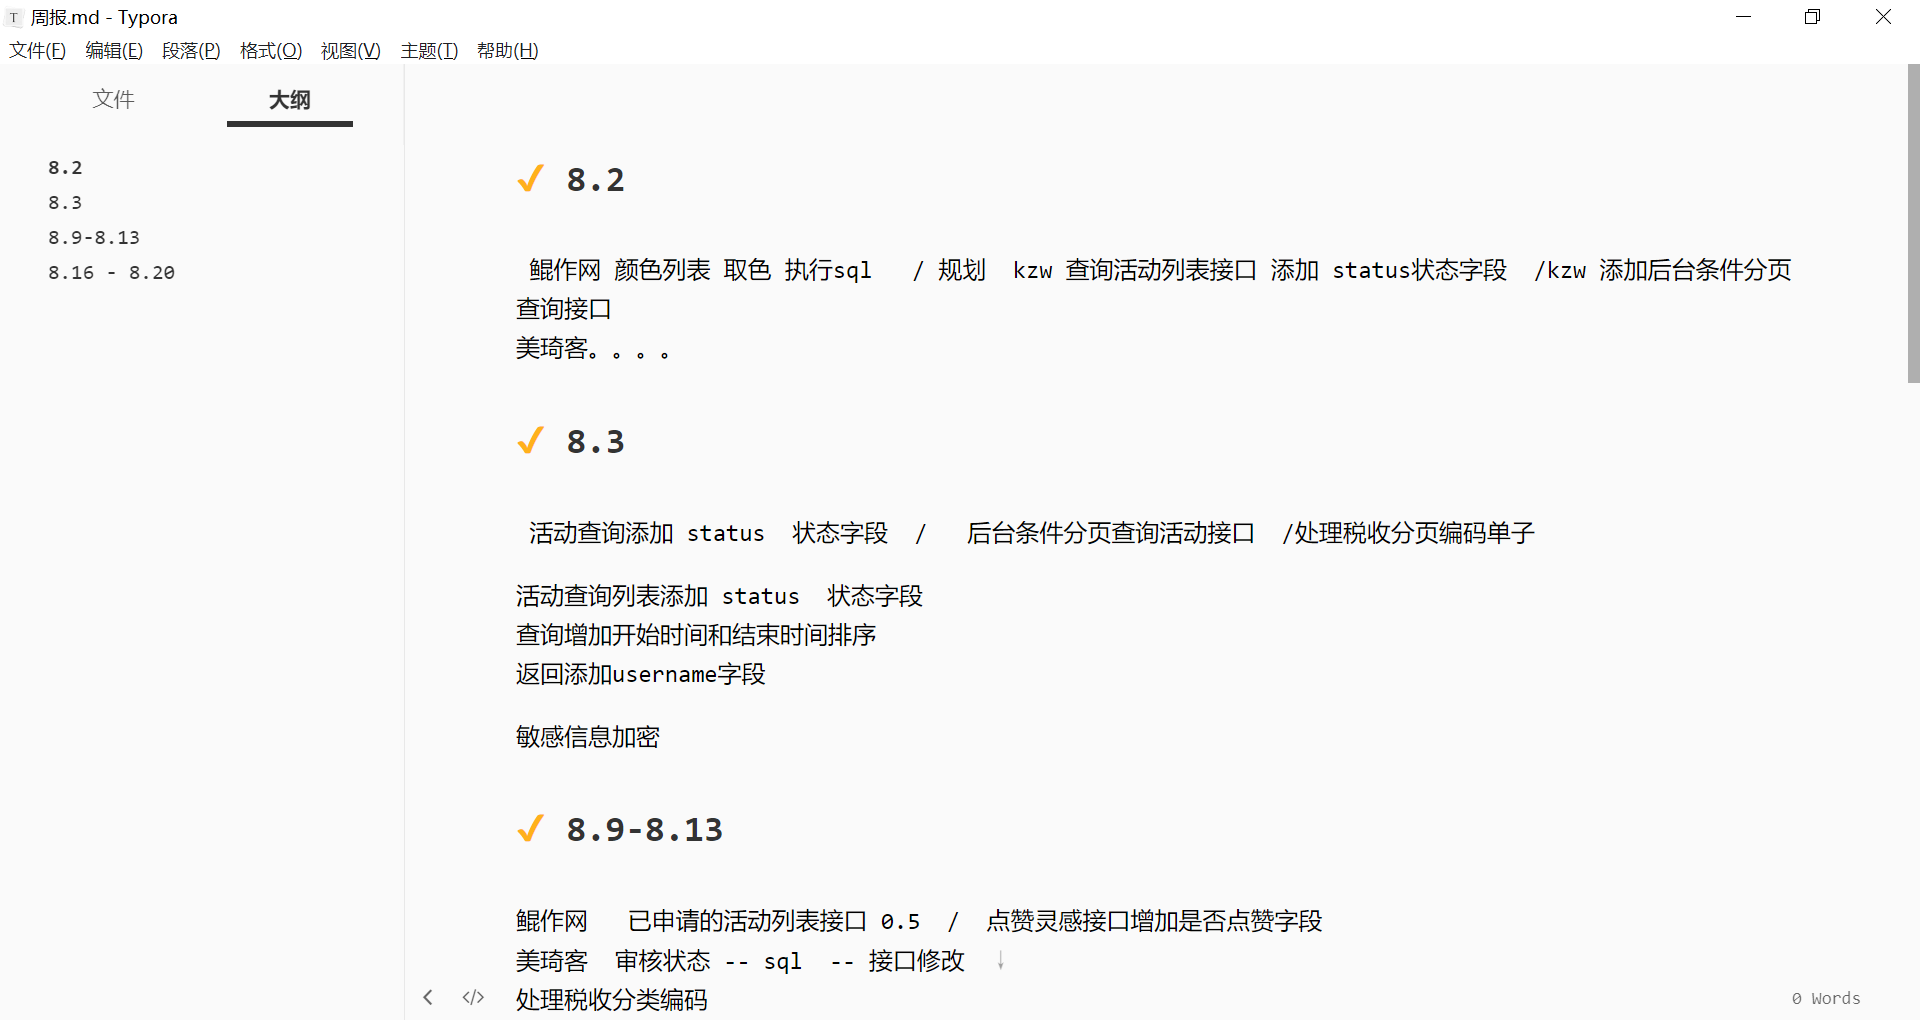 周报.md - Typora
文件(F) 编辑(E) 段落(P) 格式(O) 视图(V) 主题(T) 帮助(H)
文件 大纲
8.2
8.3
8.9-8.13
8.16 - 8.20
✔ 8.2
鲲作网 颜色列表 取色 执行sql / 规划 kzw 查询活动列表接口 添加 status状态字段 /kzw 添加后台条件分页
查询接口
美琦客。。。。
✔ 8.3
活动查询添加 status 状态字段 / 后台条件分页查询活动接口 /处理税收分页编码单子
活动查询列表添加 status 状态字段
查询增加开始时间和结束时间排序
返回添加username字段
敏感信息加密
✔ 8.9-8.13
鲲作网 已申请的活动列表接口 0.5 / 点赞灵感接口增加是否点赞字段
美琦客 审核状态 -- sql -- 接口修改 ↓
处理税收分类编码
</> 0 Words